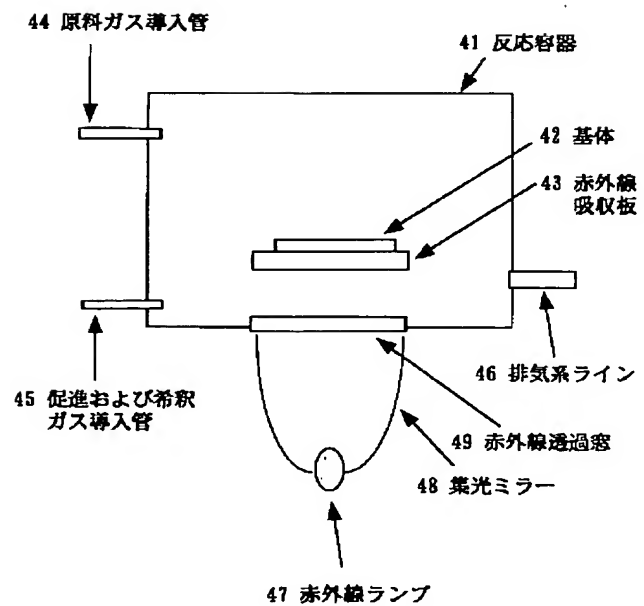 44 原料ガス導入管
41 反応容器
42 基体
43 赤外線
吸収板
45 促進および希釈
ガス導入管
46 排気系ライン
49 赤外線透過窓
48 集光ミラー
47 赤外線ランプ